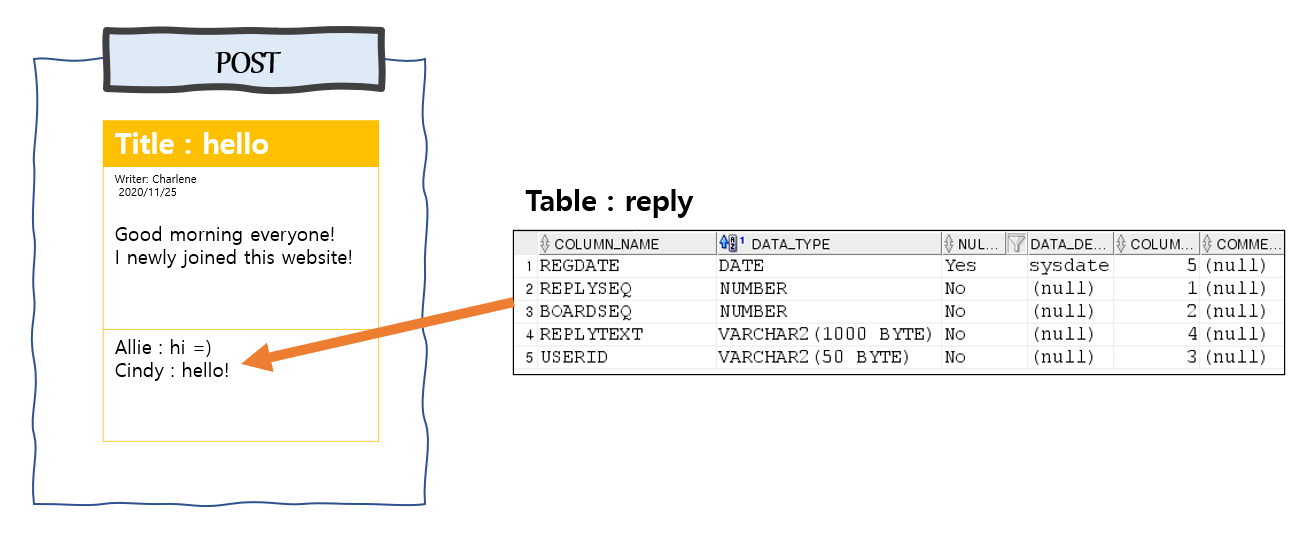 POST
Title : hello
Writer: Charlene
2020/11/25
Good morning everyone!
I newly joined this website!
Allie : hi =)
Cindy : hello!
Table : reply
COLUMN_NAME DATA_TYPE NUL... DATA_DE... COLUM... COMME...
1 REGDATE DATE Yes sysdate 5 (null)
2 REPLYSEQ NUMBER No (null) 1 (null)
3 BOARDSEQ NUMBER No (null) 2 (null)
4 REPLYTEXT VARCHAR2(1000 BYTE) No (null) 4 (null)
5 USERID VARCHAR2(50 BYTE) No (null) 3 (null)